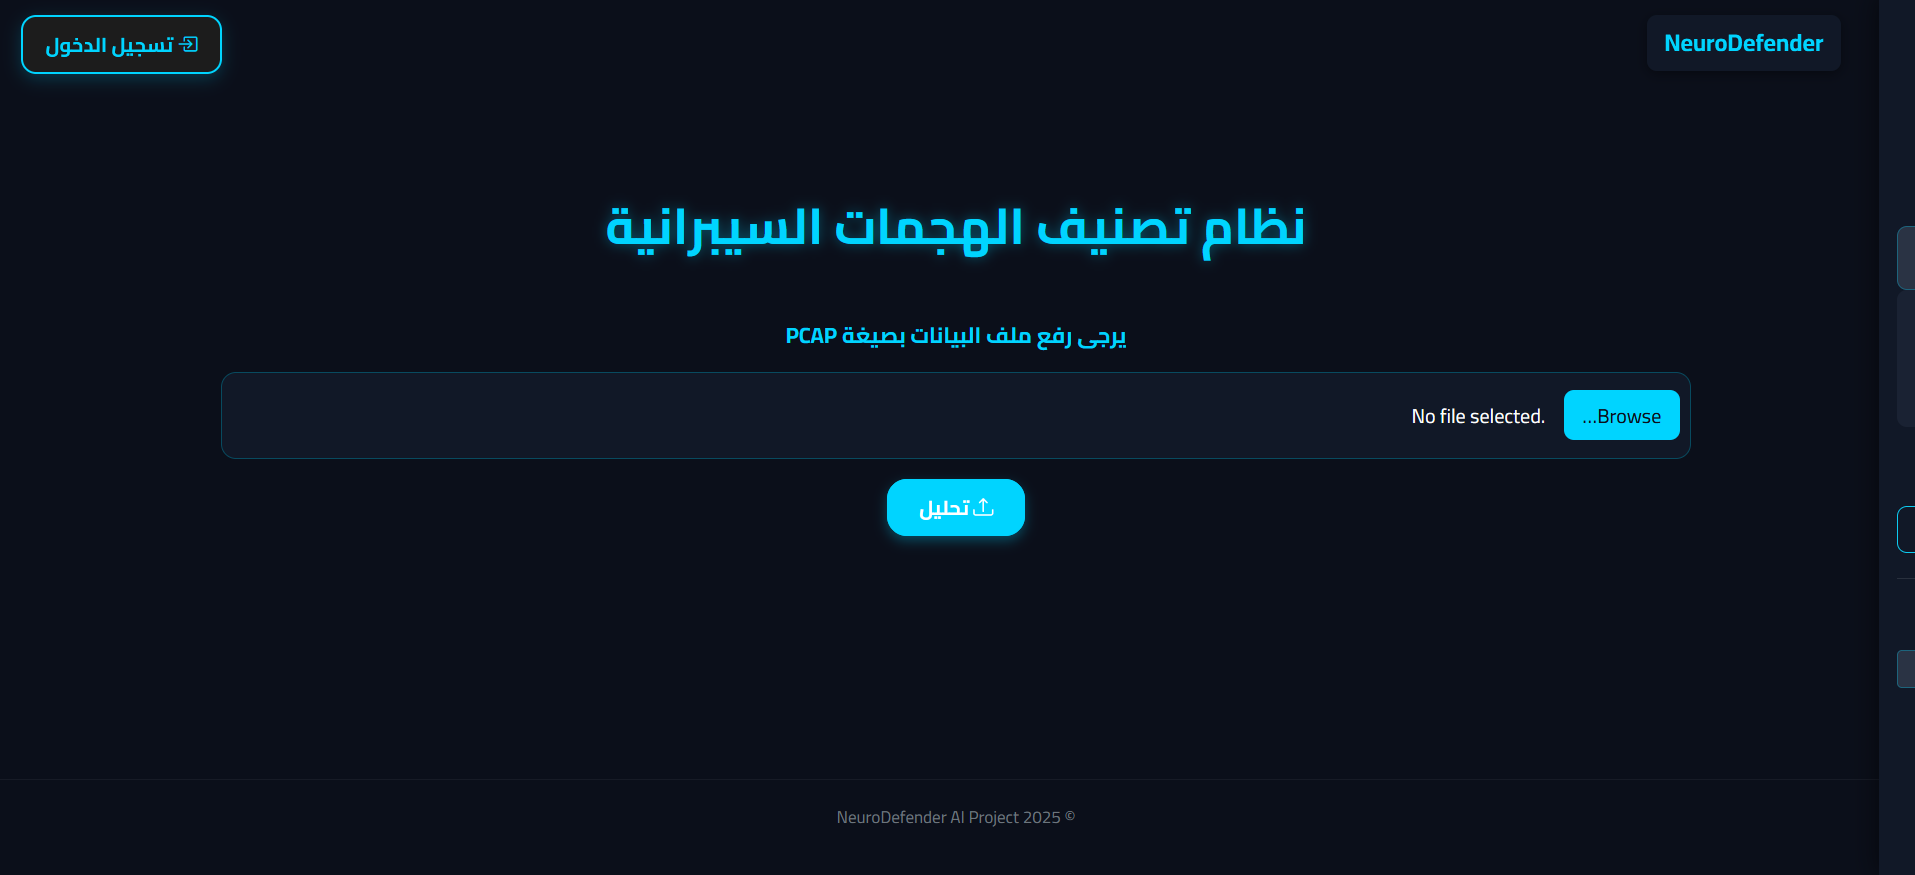 NeuroDefender
تسجيل الدخول
نظام تصنيف الهجمات السيبرانية
يرجى رفع ملف البيانات بصيغة PCAP
Browse...
No file selected.
تحليل
© NeuroDefender AI Project 2025